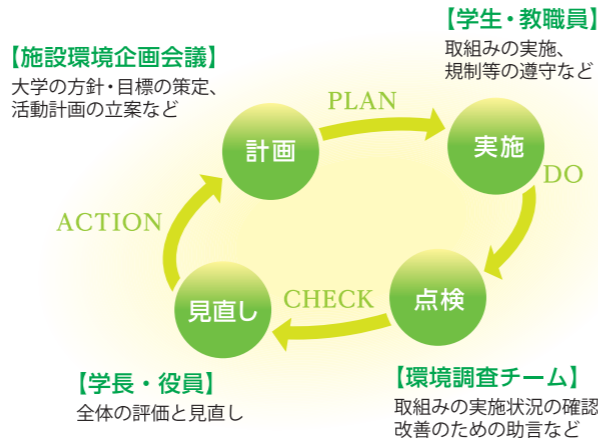 【施設環境企画会議】
大学の方針・目標の策定、
活動計画の立案など
【学生・教職員】
取組みの実施、
規制等の遵守など
PLAN
計画
実施
DO
ACTION
見直し
CHECK
点検
【学長・役員】
全体の評価と見直し
【環境調査チーム】
取組みの実施状況の確認
改善のための助言など